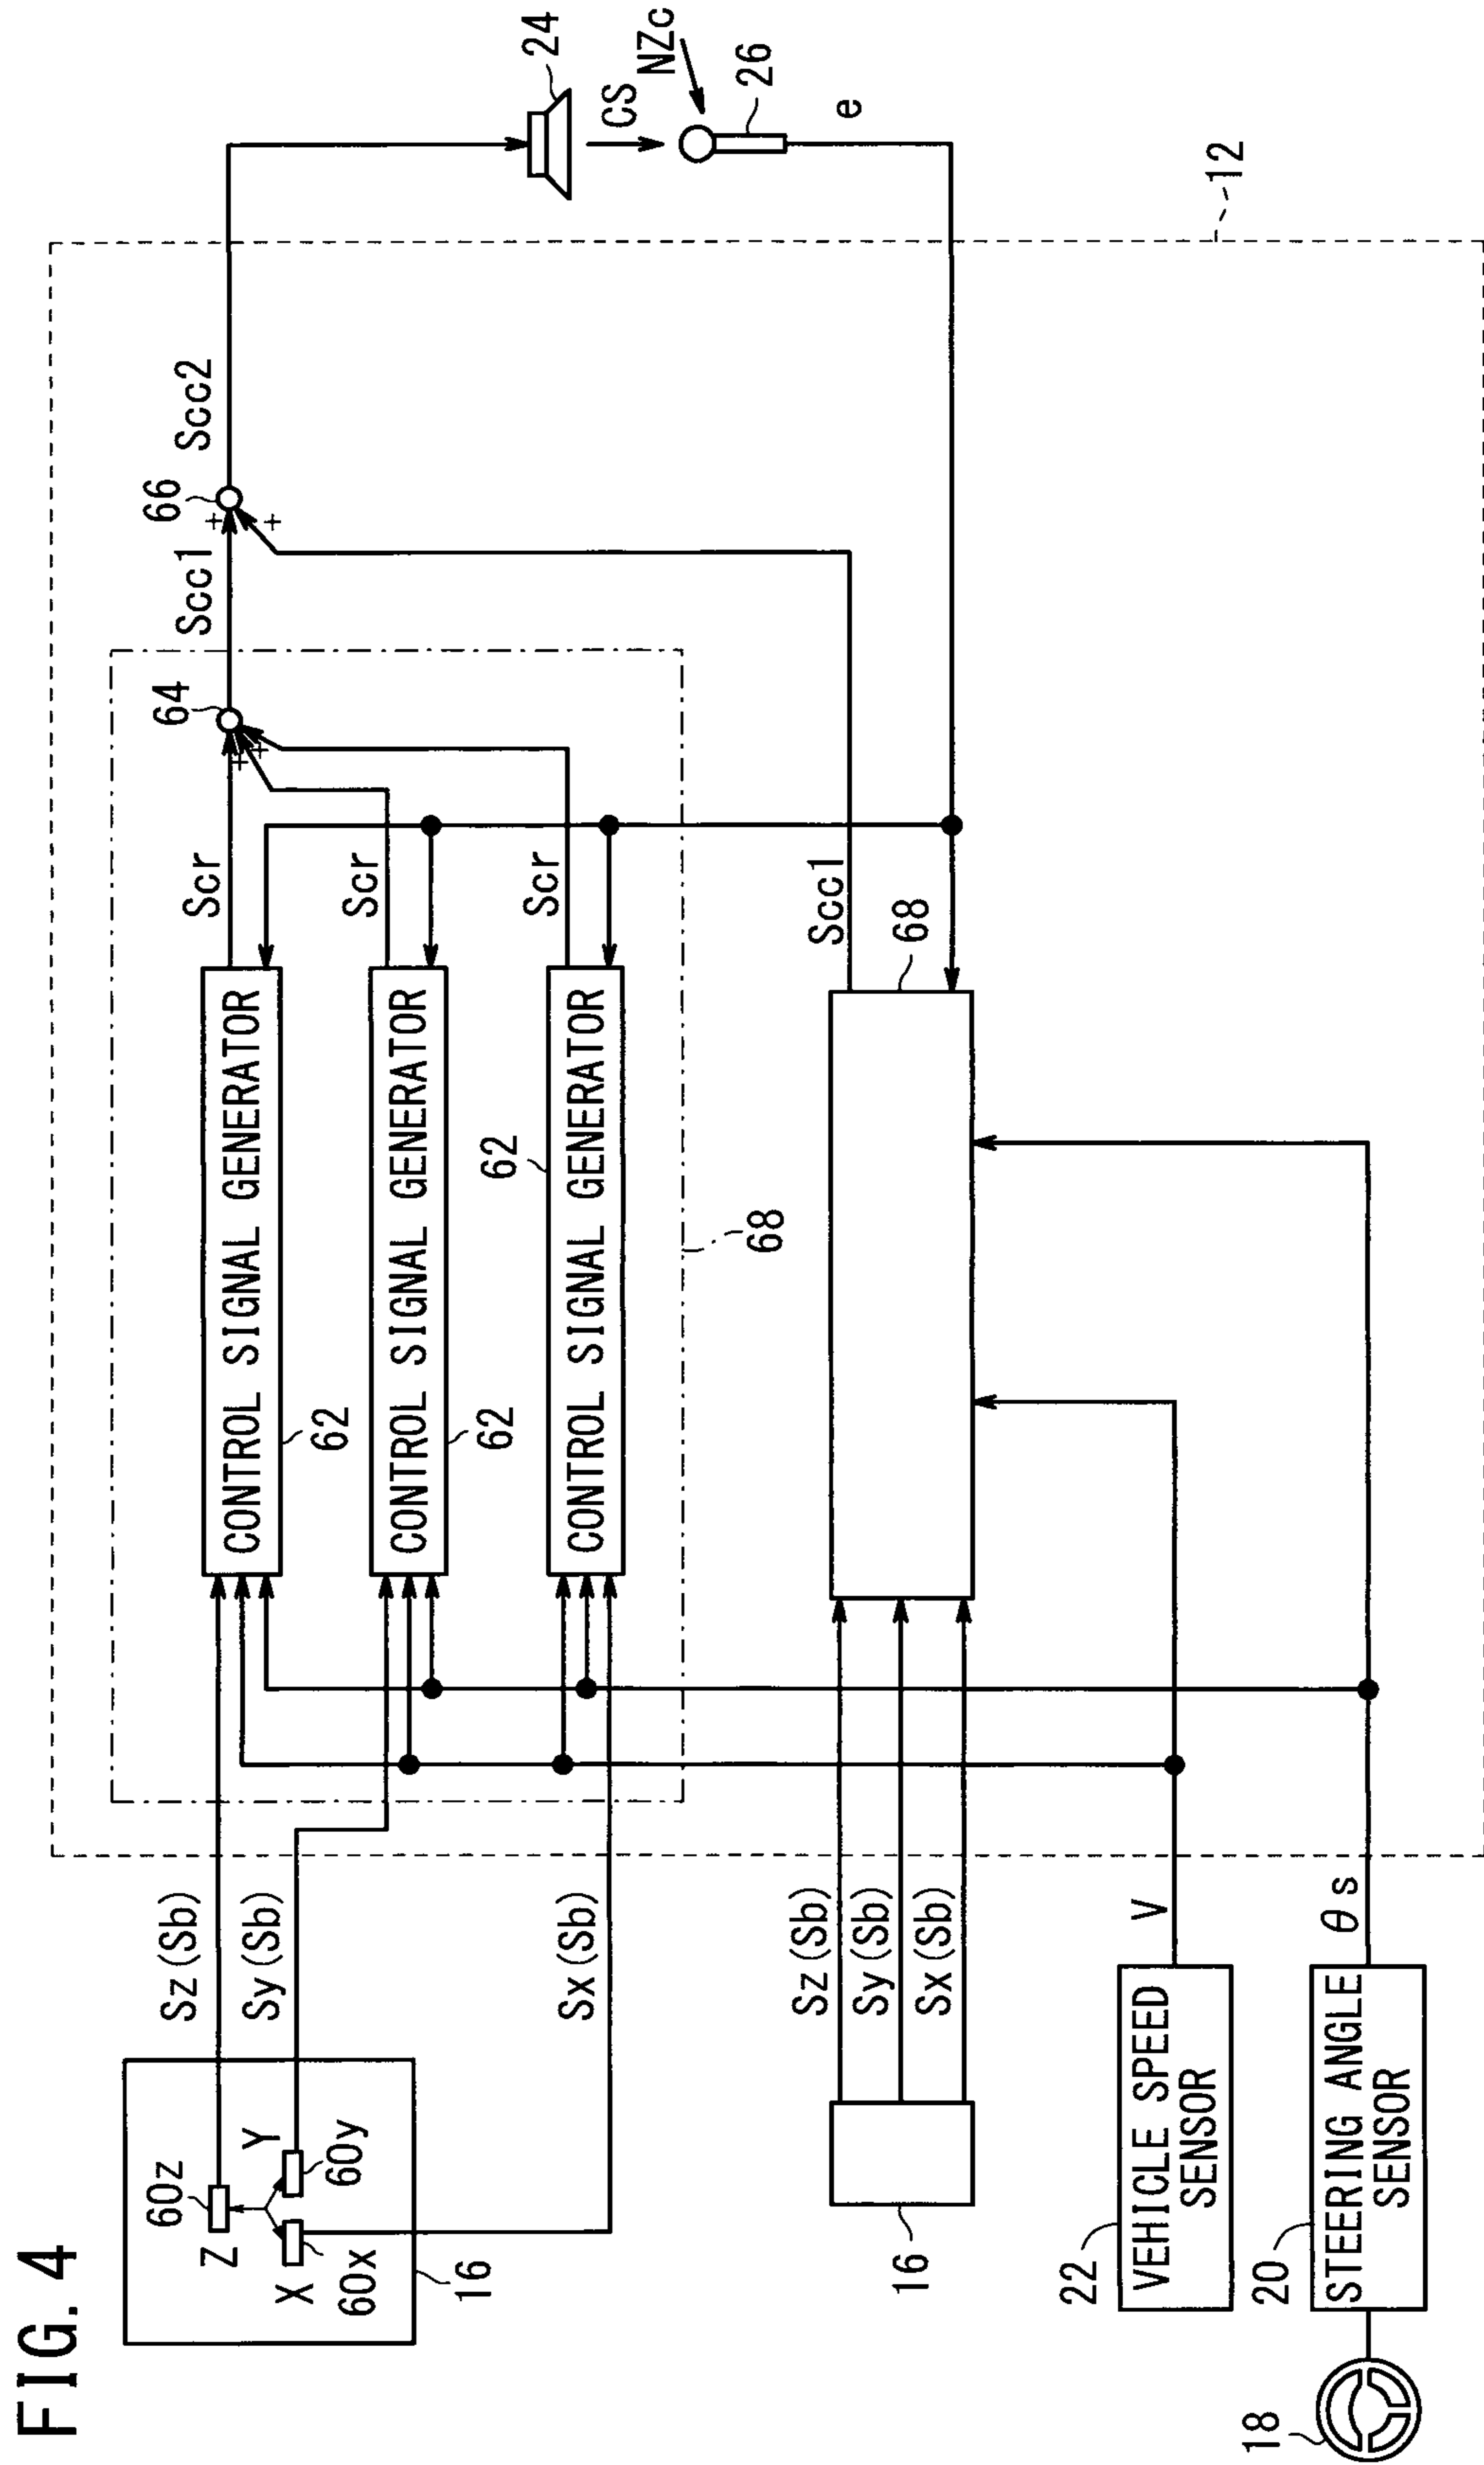 FIG. 4
12
16
60z
Z
60x
X
Y
60y
Sz(Sb)
Sy(Sb)
Sx(Sb)
CONTROL SIGNAL GENERATOR
62
CONTROL SIGNAL GENERATOR
62
CONTROL SIGNAL GENERATOR
62
68
Scr
Scr
Scr
+
+
64
Scc1
66
+
+
Scc2
24
CS
NZc
26
e
16
Sz(Sb)
Sy(Sb)
Sx(Sb)
68
Scc1
22
VEHICLE SPEED
SENSOR
V
18
20
STEERING ANGLE
SENSOR
θs